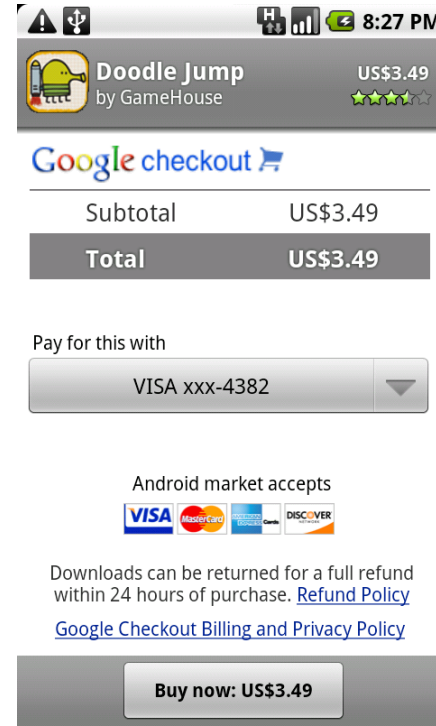 H 8:27 PM
Doodle Jump US$3.49
by GameHouse
Google checkout
Subtotal US$3.49
Total US$3.49
Pay for this with
VISA xxx-4382
Android market accepts
VISA MasterCard AMERICAN EXPRESS Cards DISCOVER NETWORK
Downloads can be returned for a full refund
within 24 hours of purchase. Refund Policy
Google Checkout Billing and Privacy Policy
Buy now: US$3.49